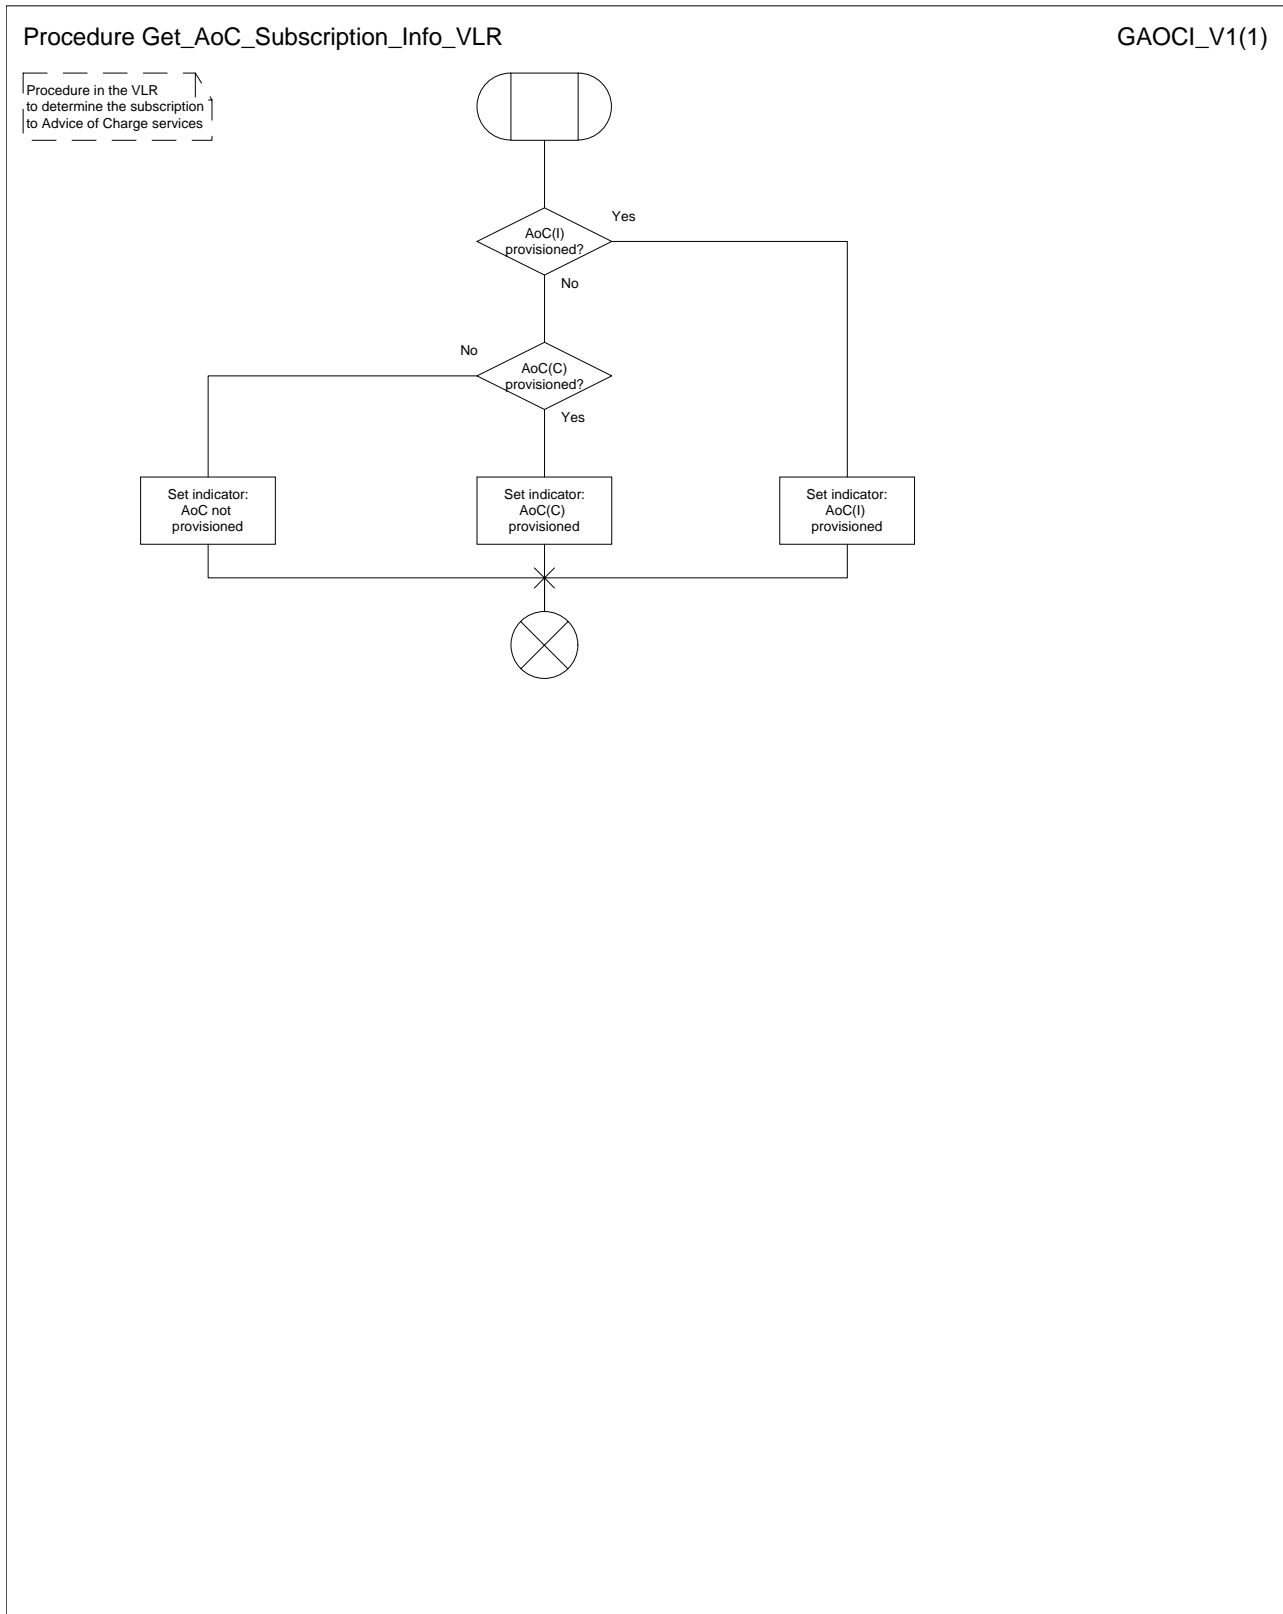 Procedure Get_AoC_Subscription_Info_VLR
GAOCI_V1(1)
Procedure in the VLR
to determine the subscription
to Advice of Charge services
Yes
AoC(I)
provisioned?
No
No
AoC(C)
provisioned?
Yes
Set indicator:
AoC not
provisioned
Set indicator:
AoC(C)
provisioned
Set indicator:
AoC(I)
provisioned